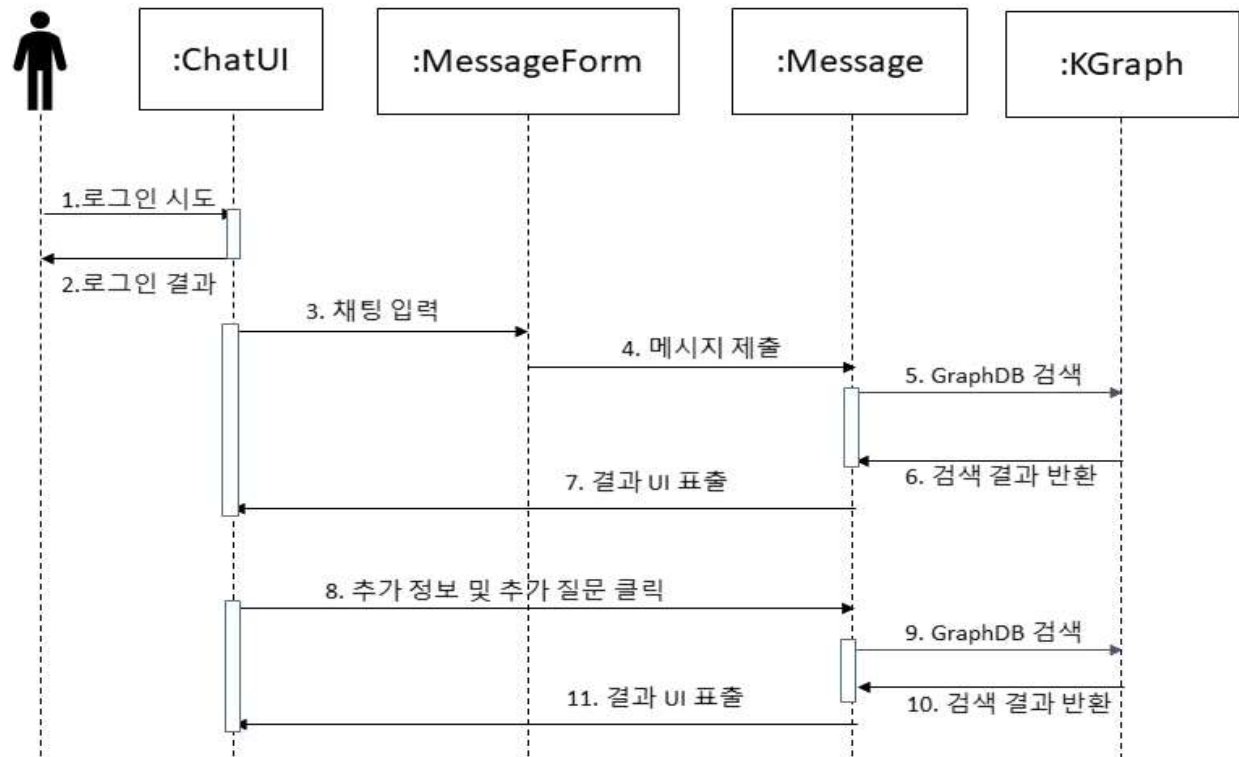 :ChatUI
:MessageForm
:Message
:KGraph
1.로그인 시도
2.로그인 결과
3. 채팅 입력
4. 메시지 제출
5. GraphDB 검색
6. 검색 결과 반환
7. 결과 UI 표출
8. 추가 정보 및 추가 질문 클릭
9. GraphDB 검색
10. 검색 결과 반환
11. 결과 UI 표출